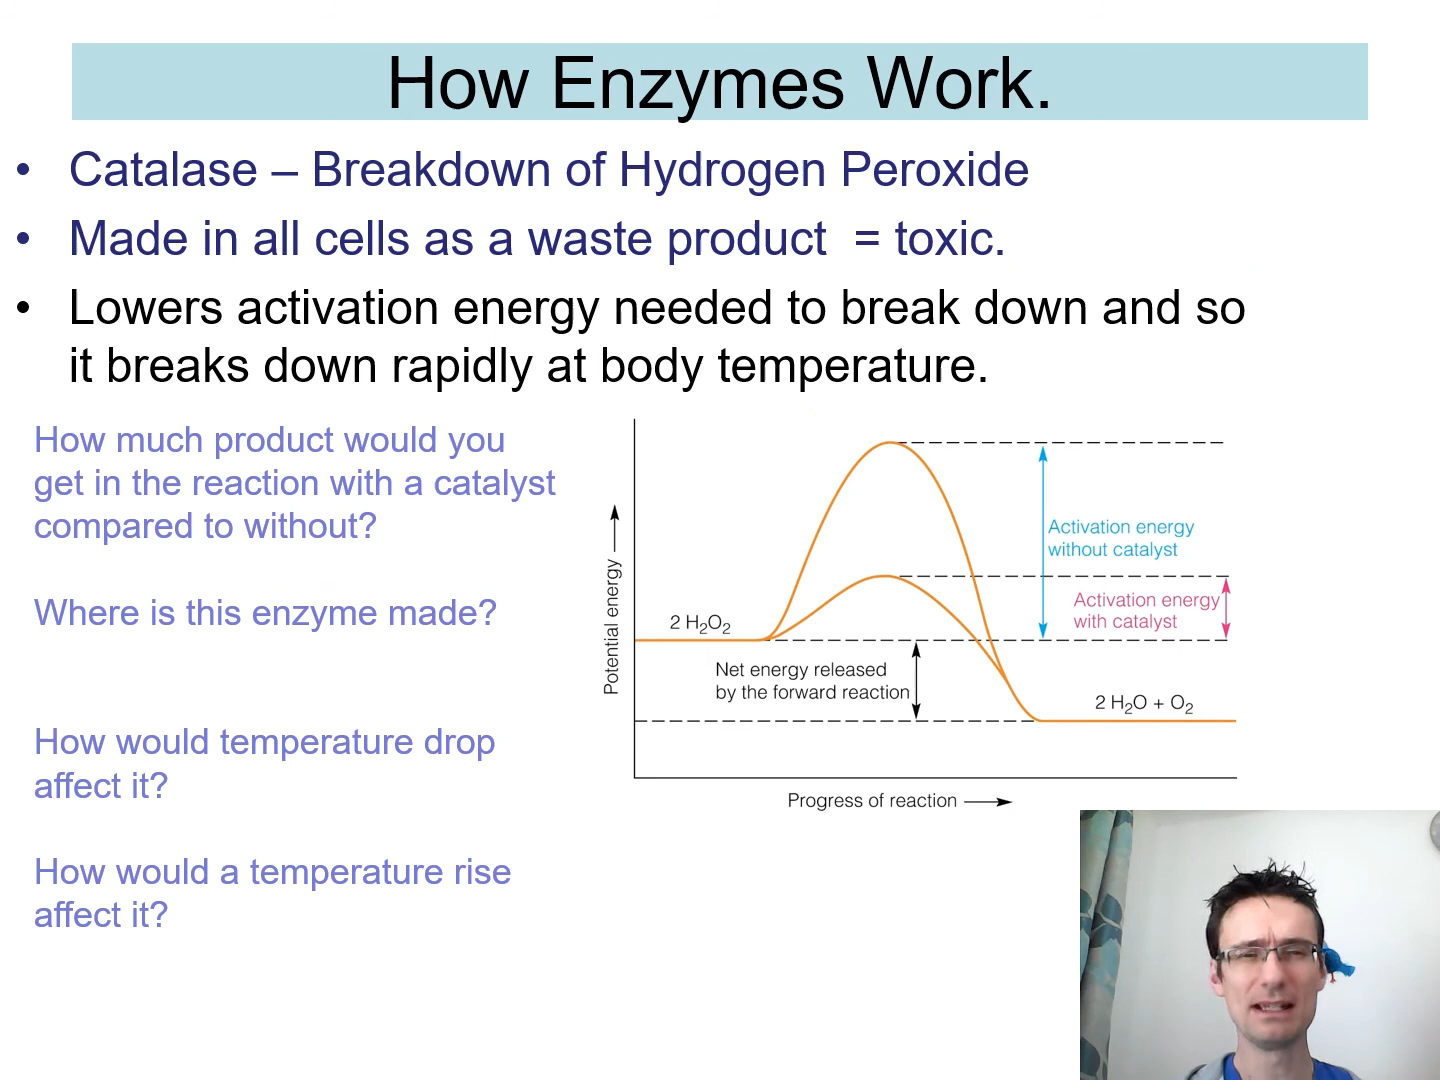 How Enzymes Work.
• Catalase – Breakdown of Hydrogen Peroxide
• Made in all cells as a waste product = toxic.
• Lowers activation energy needed to break down and so
it breaks down rapidly at body temperature.
How much product would you
get in the reaction with a catalyst
compared to without?
Where is this enzyme made?
How would temperature drop
affect it?
How would a temperature rise
affect it?
Potential energy
Activation energy
without catalyst
Activation energy
with catalyst
2 H₂O₂
Net energy released
by the forward reaction
2 H₂O + O₂
Progress of reaction